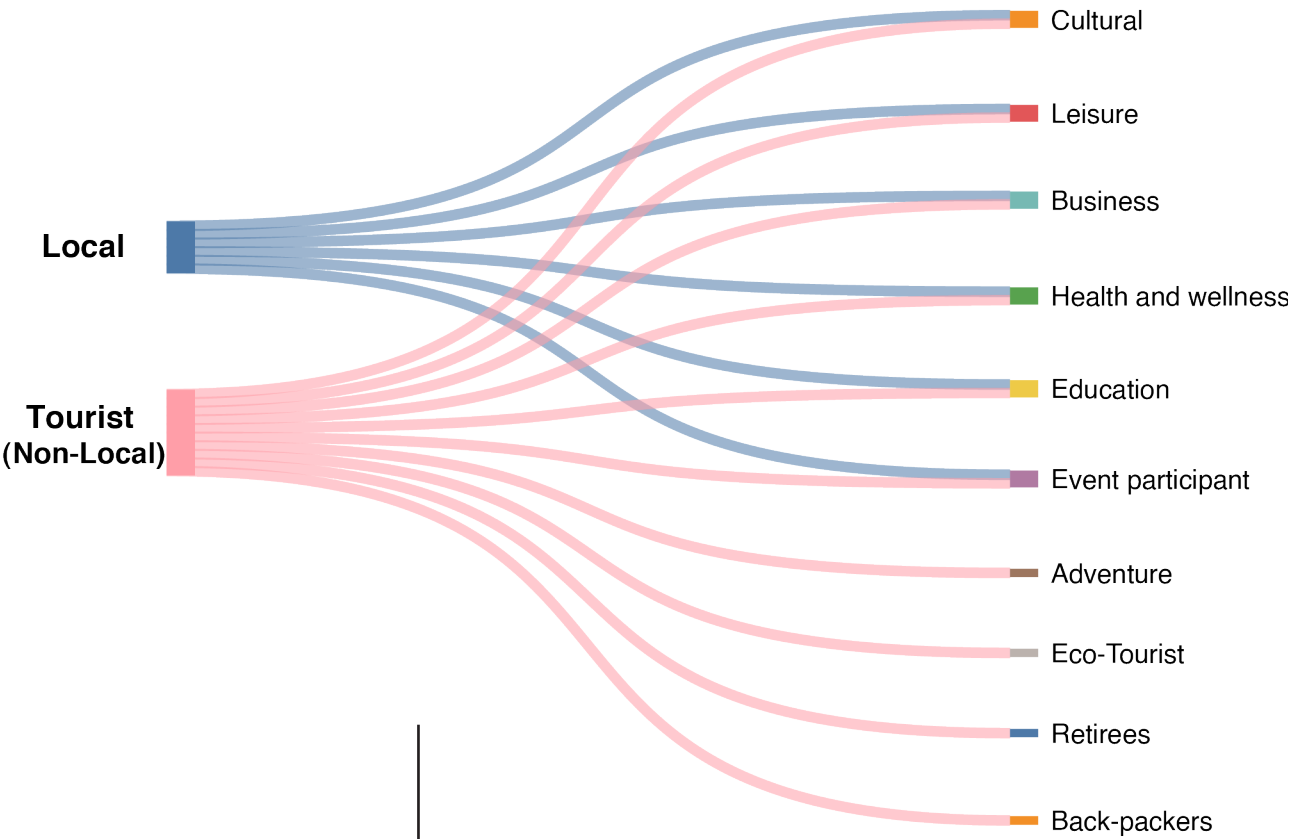 Cultural
Leisure
Business
Local
Health and wellness
Education
Tourist
(Non-Local)
Event participant
Adventure
Eco-Tourist
Retirees
Back-packers